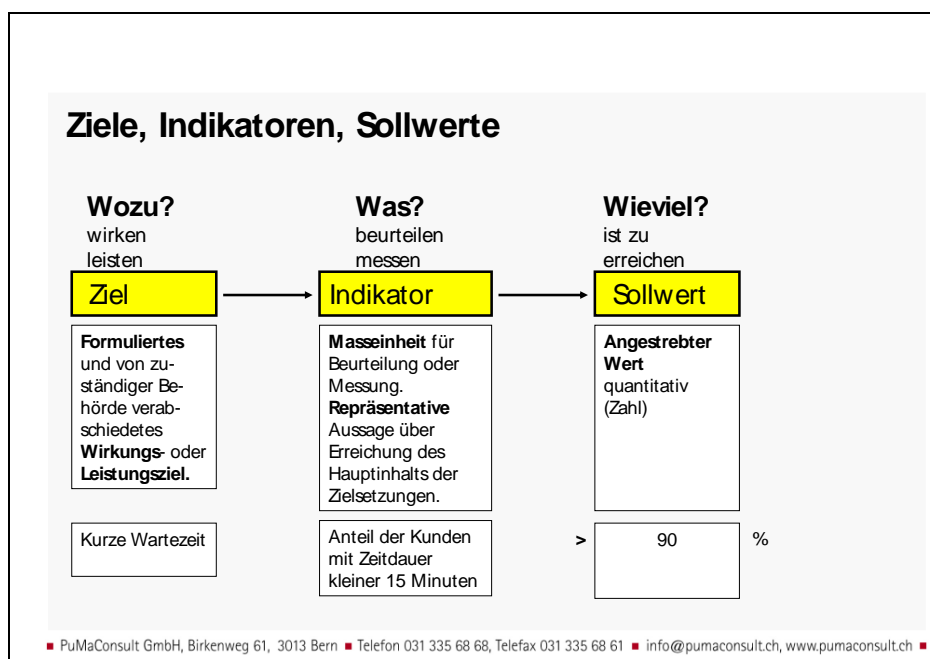 Ziele, Indikatoren, Sollwerte
Wozu?
wirken
leisten
Ziel
Formuliertes
und von zu-
ständiger Be-
hörde verab-
schiedetes
Wirkungs- oder
Leistungsziel.
Kurze Wartezeit
Was?
beurteilen
messen
Indikator
Masseinheit für
Beurteilung oder
Messung.
Repräsentative
Aussage über
Erreichung des
Hauptinhalts der
Zielsetzungen.
Anteil der Kunden
mit Zeitdauer
kleiner 15 Minuten
Wieviel?
ist zu
erreichen
Sollwert
Angestrebter
Wert
quantitativ
(Zahl)
> 90 %
■ PuMaConsult GmbH, Birkenweg 61, 3013 Bern ■ Telefon 031 335 68 68, Telefax 031 335 68 61 ■ info@pumaconsult.ch, www.pumaconsult.ch ■